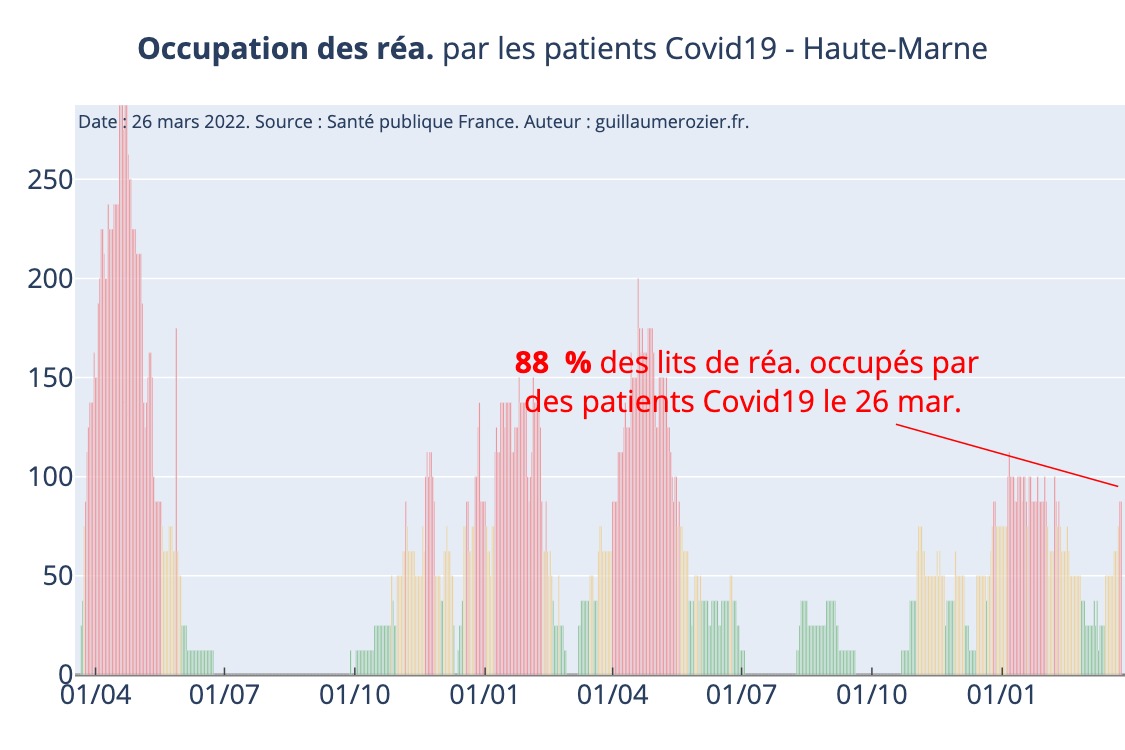 Occupation des réa. par les patients Covid19 - Haute-Marne
Date : 26 mars 2022. Source : Santé publique France. Auteur : guillaumerozier.fr.
250
200
88 % des lits de réa. occupés par
150
des patients Covid19 le 26 mar.
100
50
0
01/04 01/07 01/10 01/01 01/04 01/07 01/10 01/01